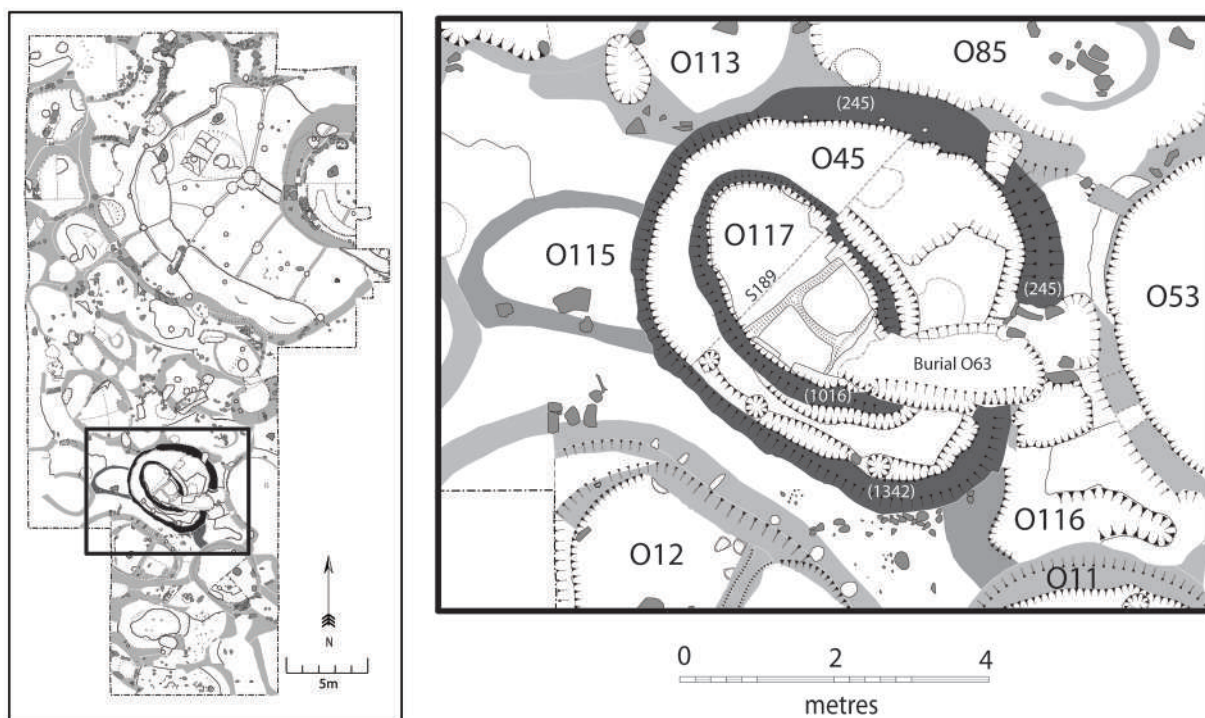 N
5m
O113
O85
(245)
O45
O117
O115
S189
(245)
O53
Burial O63
(1016)
(1342)
O116
O12
O11
0 2 4
metres